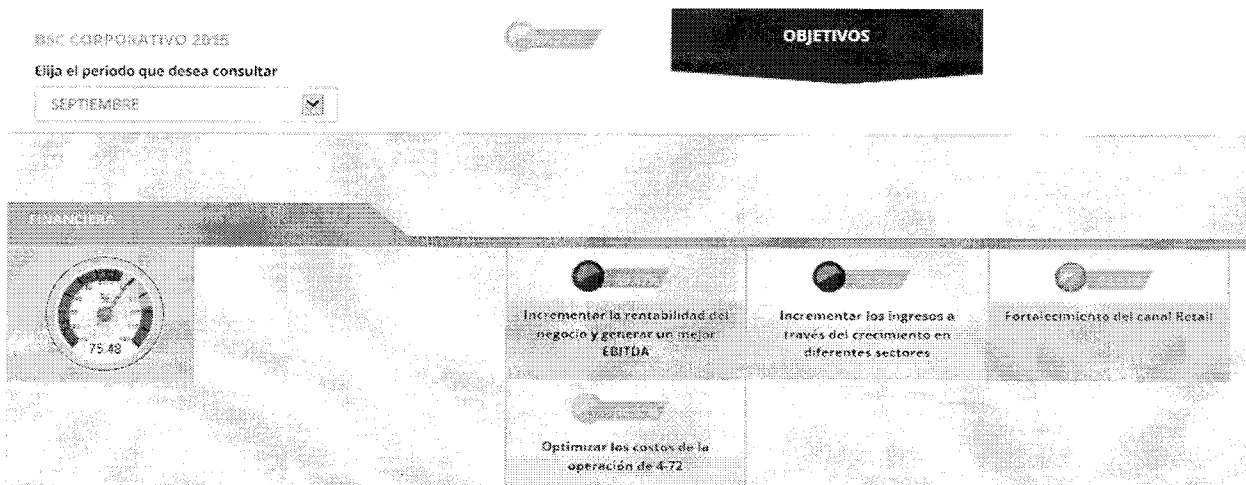 BSC CORPORATIVO 2015
OBJETIVOS
Elija el periodo que desea consultar
SEPTIEMBRE
FINANCIERA
75.48
Incrementar la rentabilidad del
negocio y generar un mejor
EBITDA
Incrementar los ingresos a
través del crecimiento en
diferentes sectores
Fortalecimiento del canal Retail
Optimizar los costos de la
operación de 4-72